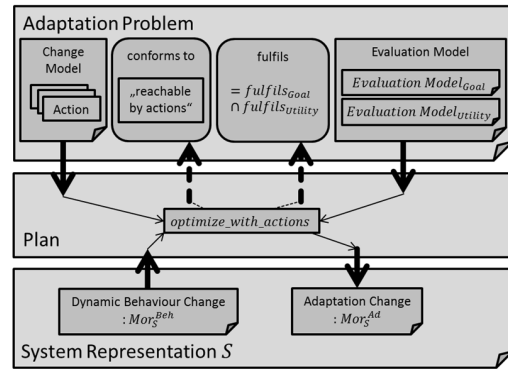 Adaptation Problem
Change
Model
Action
conforms to
„reachable
by actions“
fulfils
= fulfils_Goal
∩ fulfils_Utility
Evaluation Model
Evaluation Model_Goal
Evaluation Model_Utility
optimize_with_actions
Plan
Dynamic Behaviour Change
: Mor_S^Beh
Adaptation Change
: Mor_S^Ad
System Representation S